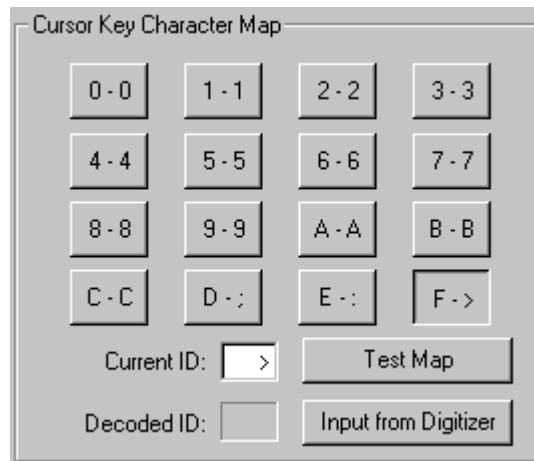 Cursor Key Character Map
0 - 0 1 - 1 2 - 2 3 - 3
4 - 4 5 - 5 6 - 6 7 - 7
8 - 8 9 - 9 A - A B - B
C - C D - ; E - : F - >
Current ID: > Test Map
Decoded ID: Input from Digitizer